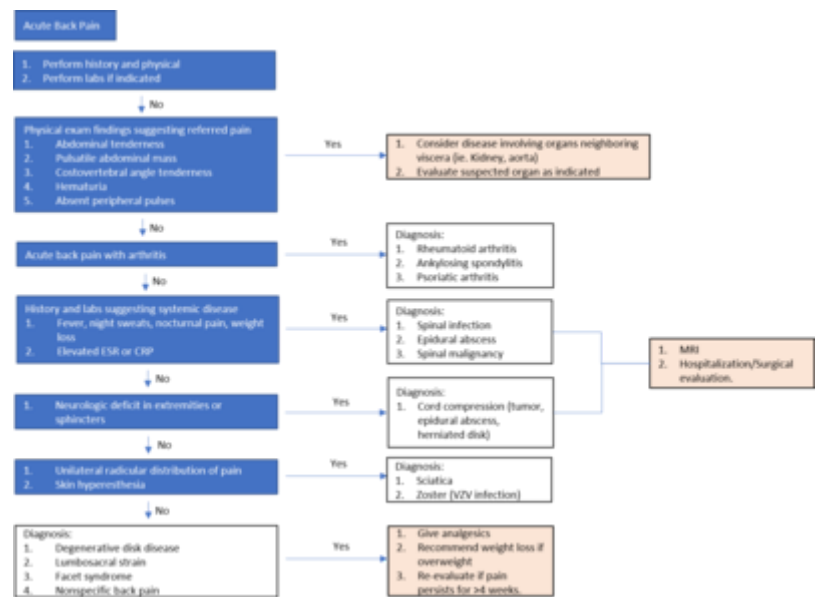 Acute Back Pain
1. Perform history and physical
2. Perform labs if indicated
No
Physical exam findings suggesting referred pain
1. Abdominal tenderness
2. Pulsatile abdominal mass
3. Costovertebral angle tenderness
4. Hematuria
5. Absent peripheral pulses
Yes
1. Consider disease involving organs neighboring
viscera (ie. Kidney, aorta)
2. Evaluate suspected organ as indicated
No
Acute back pain with arthritis
Yes
Diagnosis:
1. Rheumatoid arthritis
2. Ankylosing spondylitis
3. Psoriatic arthritis
No
History and labs suggesting systemic disease
1. Fever, night sweats, nocturnal pain, weight
loss
2. Elevated ESR or CRP
Yes
Diagnosis:
1. Spinal infection
2. Epidural abscess
3. Spinal malignancy
1. MRI
2. Hospitalization/Surgical
evaluation.
No
1. Neurologic deficit in extremities or
sphincters
Yes
Diagnosis:
1. Cord compression (tumor,
epidural abscess,
herniated disk)
No
1. Unilateral radicular distribution of pain
2. Skin hyperesthesia
Yes
Diagnosis:
1. Sciatica
2. Zoster (VZV infection)
No
Diagnosis:
1. Degenerative disk disease
2. Lumbosacral strain
3. Facet syndrome
4. Nonspecific back pain
Yes
1. Give analgesics
2. Recommend weight loss if
overweight
3. Re-evaluate if pain
persists for >4 weeks.